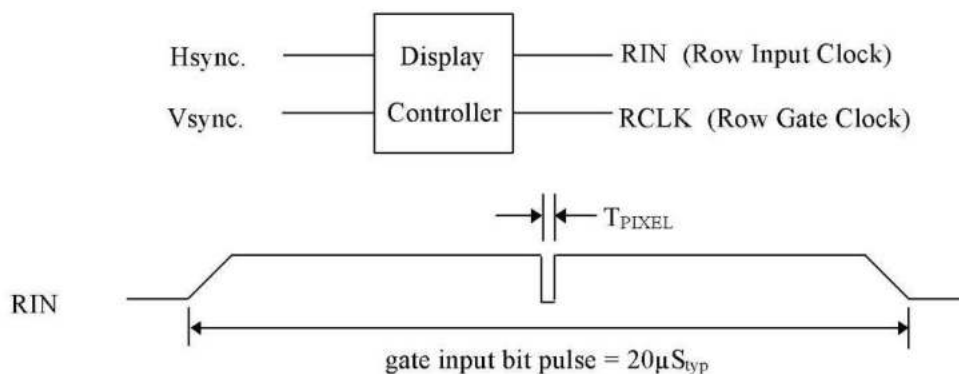 Hsync.
Display
RIN (Row Input Clock)
Vsync.
Controller
RCLK (Row Gate Clock)
TPIXEL
RIN
gate input bit pulse = 20μStyp